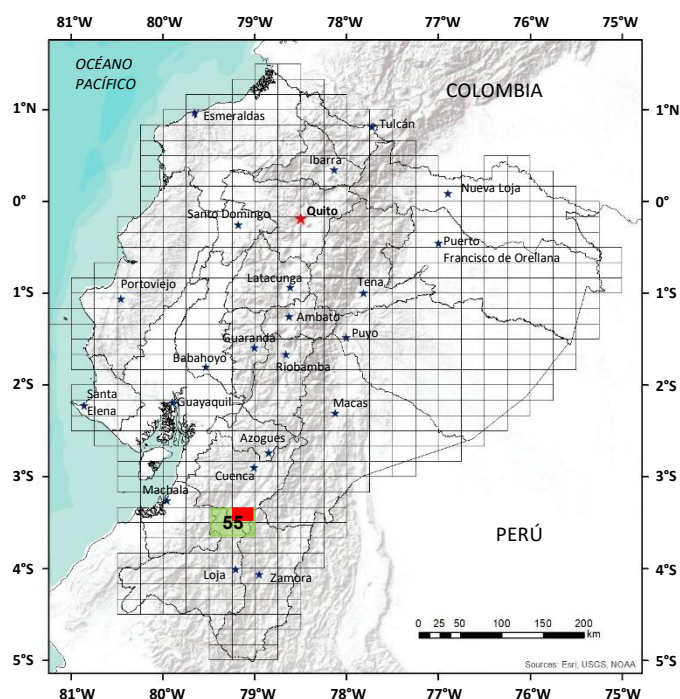 81°W 80°W 79°W 78°W 77°W 76°W 75°W
OCÉANO
PACÍFICO
COLOMBIA
1°N 1°N
Esmeraldas
Tulcán
Ibarra
Nueva Loja
0° 0°
Santo Domingo
Quito
Puerto
Francisco de Orellana
Latacunga
Tena
Portoviejo
1°S 1°S
Ambato
Guaranda
Puyo
Babahoyo
Riobamba
2°S 2°S
Santa
Elena
Guayaquil
Macas
Azogues
Cuenca
3°S 3°S
Machala
55
PERÚ
4°S 4°S
Loja
Zamora
0 25 50 100 150 200
km
5°S 5°S
Sources: Esri, USGS, NOAA
81°W 80°W 79°W 78°W 77°W 76°W 75°W